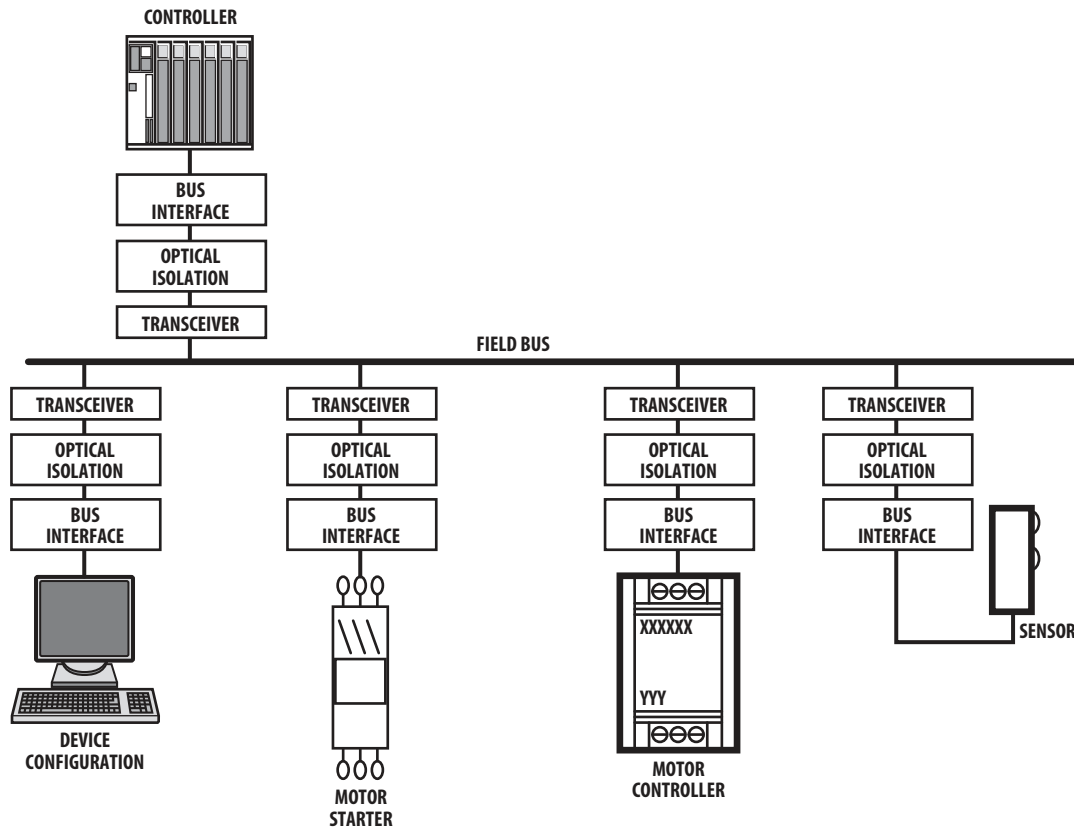 CONTROLLER
BUS
INTERFACE
OPTICAL
ISOLATION
TRANSCEIVER
FIELD BUS
TRANSCEIVER
OPTICAL
ISOLATION
BUS
INTERFACE
DEVICE
CONFIGURATION
TRANSCEIVER
OPTICAL
ISOLATION
BUS
INTERFACE
MOTOR
STARTER
TRANSCEIVER
OPTICAL
ISOLATION
BUS
INTERFACE
XXXXXX
YYY
MOTOR
CONTROLLER
TRANSCEIVER
OPTICAL
ISOLATION
BUS
INTERFACE
SENSOR